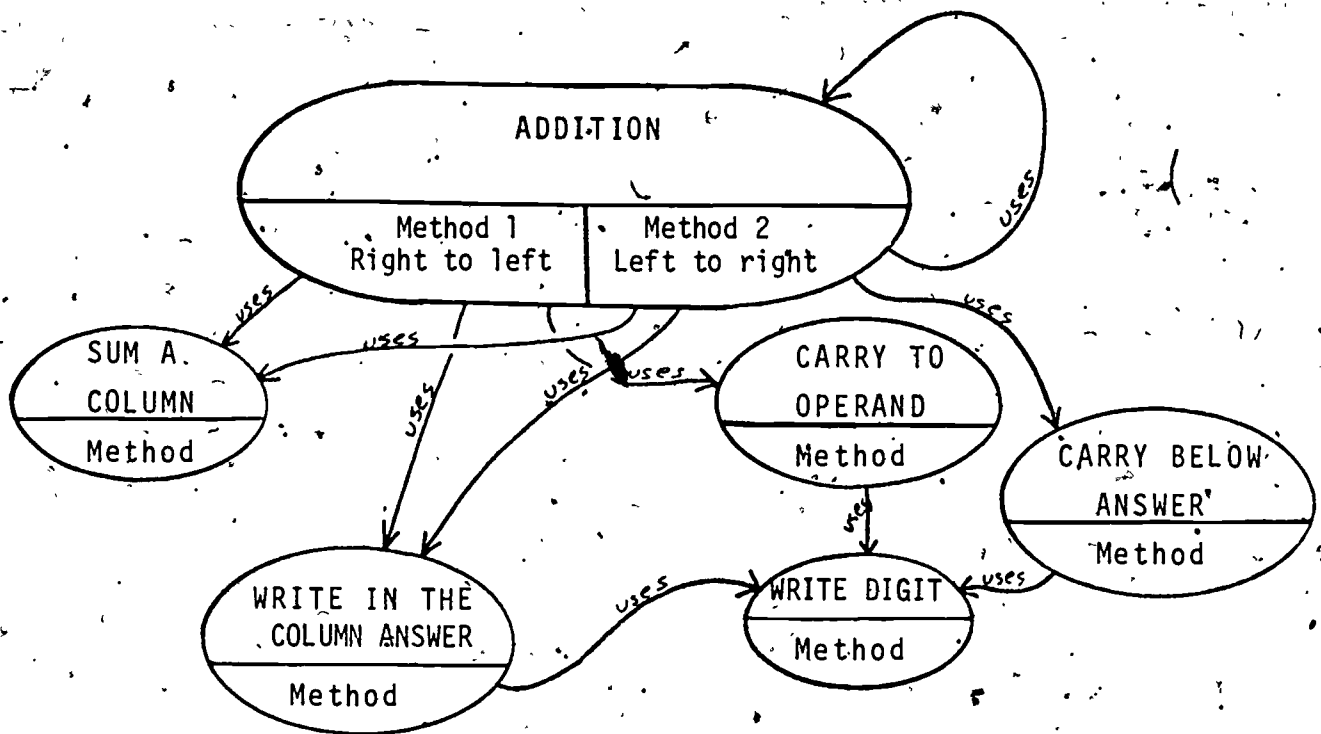 ADDITION
uses
Method 1
Right to left
Method 2
Left to right
uses
uses
uses
uses
uses
uses
uses
SUM A
COLUMN
Method
CARRY TO
OPERAND
Method
CARRY BELOW
ANSWER
Method
uses
uses
uses
WRITE IN THE
COLUMN ANSWER
Method
WRITE DIGIT
Method